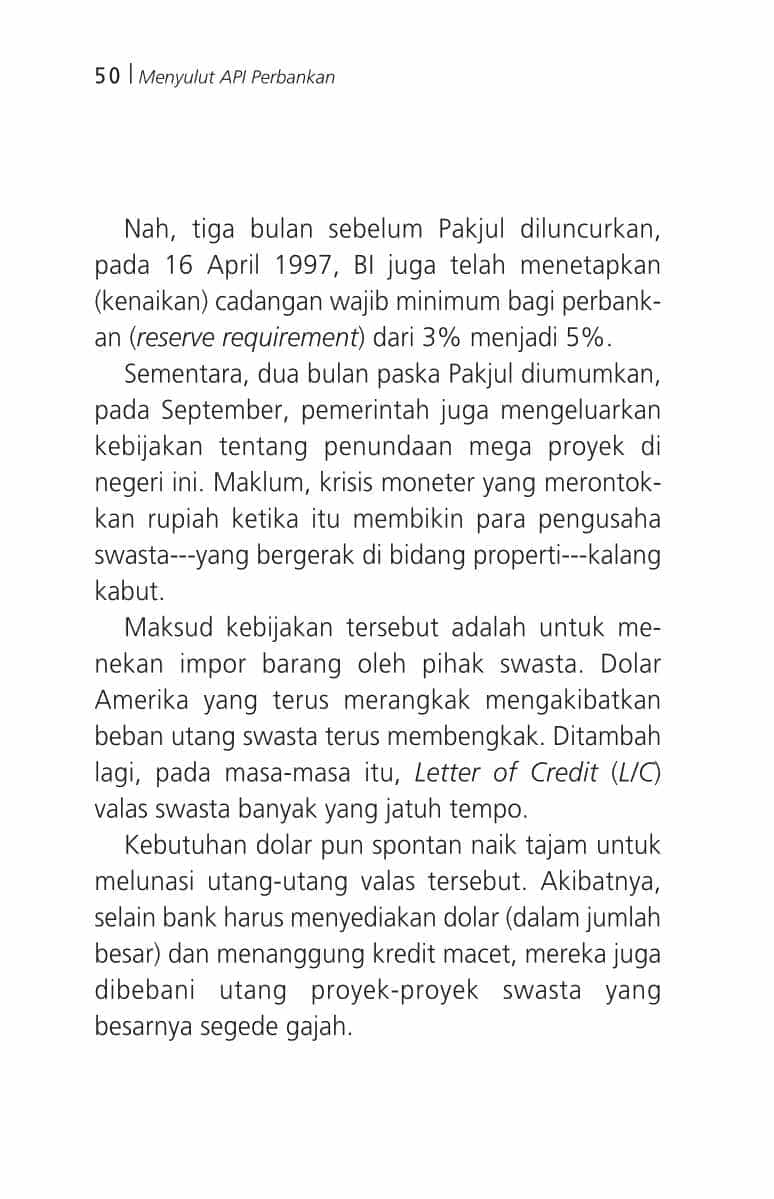 50 | Menyulut API Perbankan
Nah, tiga bulan sebelum Pakjul diluncurkan,
pada 16 April 1997, BI juga telah menetapkan
(kenaikan) cadangan wajib minimum bagi perbank-
an (reserve requirement) dari 3% menjadi 5%.
Sementara, dua bulan paska Pakjul diumumkan,
pada September, pemerintah juga mengeluarkan
kebijakan tentang penundaan mega proyek di
negeri ini. Maklum, krisis moneter yang merontok-
kan rupiah ketika itu membikin para pengusaha
swasta---yang bergerak di bidang properti---kalang
kabut.
Maksud kebijakan tersebut adalah untuk me-
nekan impor barang oleh pihak swasta. Dolar
Amerika yang terus merangkak mengakibatkan
beban utang swasta terus membengkak. Ditambah
lagi, pada masa-masa itu, Letter of Credit (L/C)
valas swasta banyak yang jatuh tempo.
Kebutuhan dolar pun spontan naik tajam untuk
melunasi utang-utang valas tersebut. Akibatnya,
selain bank harus menyediakan dolar (dalam jumlah
besar) dan menanggung kredit macet, mereka juga
dibebani utang proyek-proyek swasta yang
besarnya segede gajah.